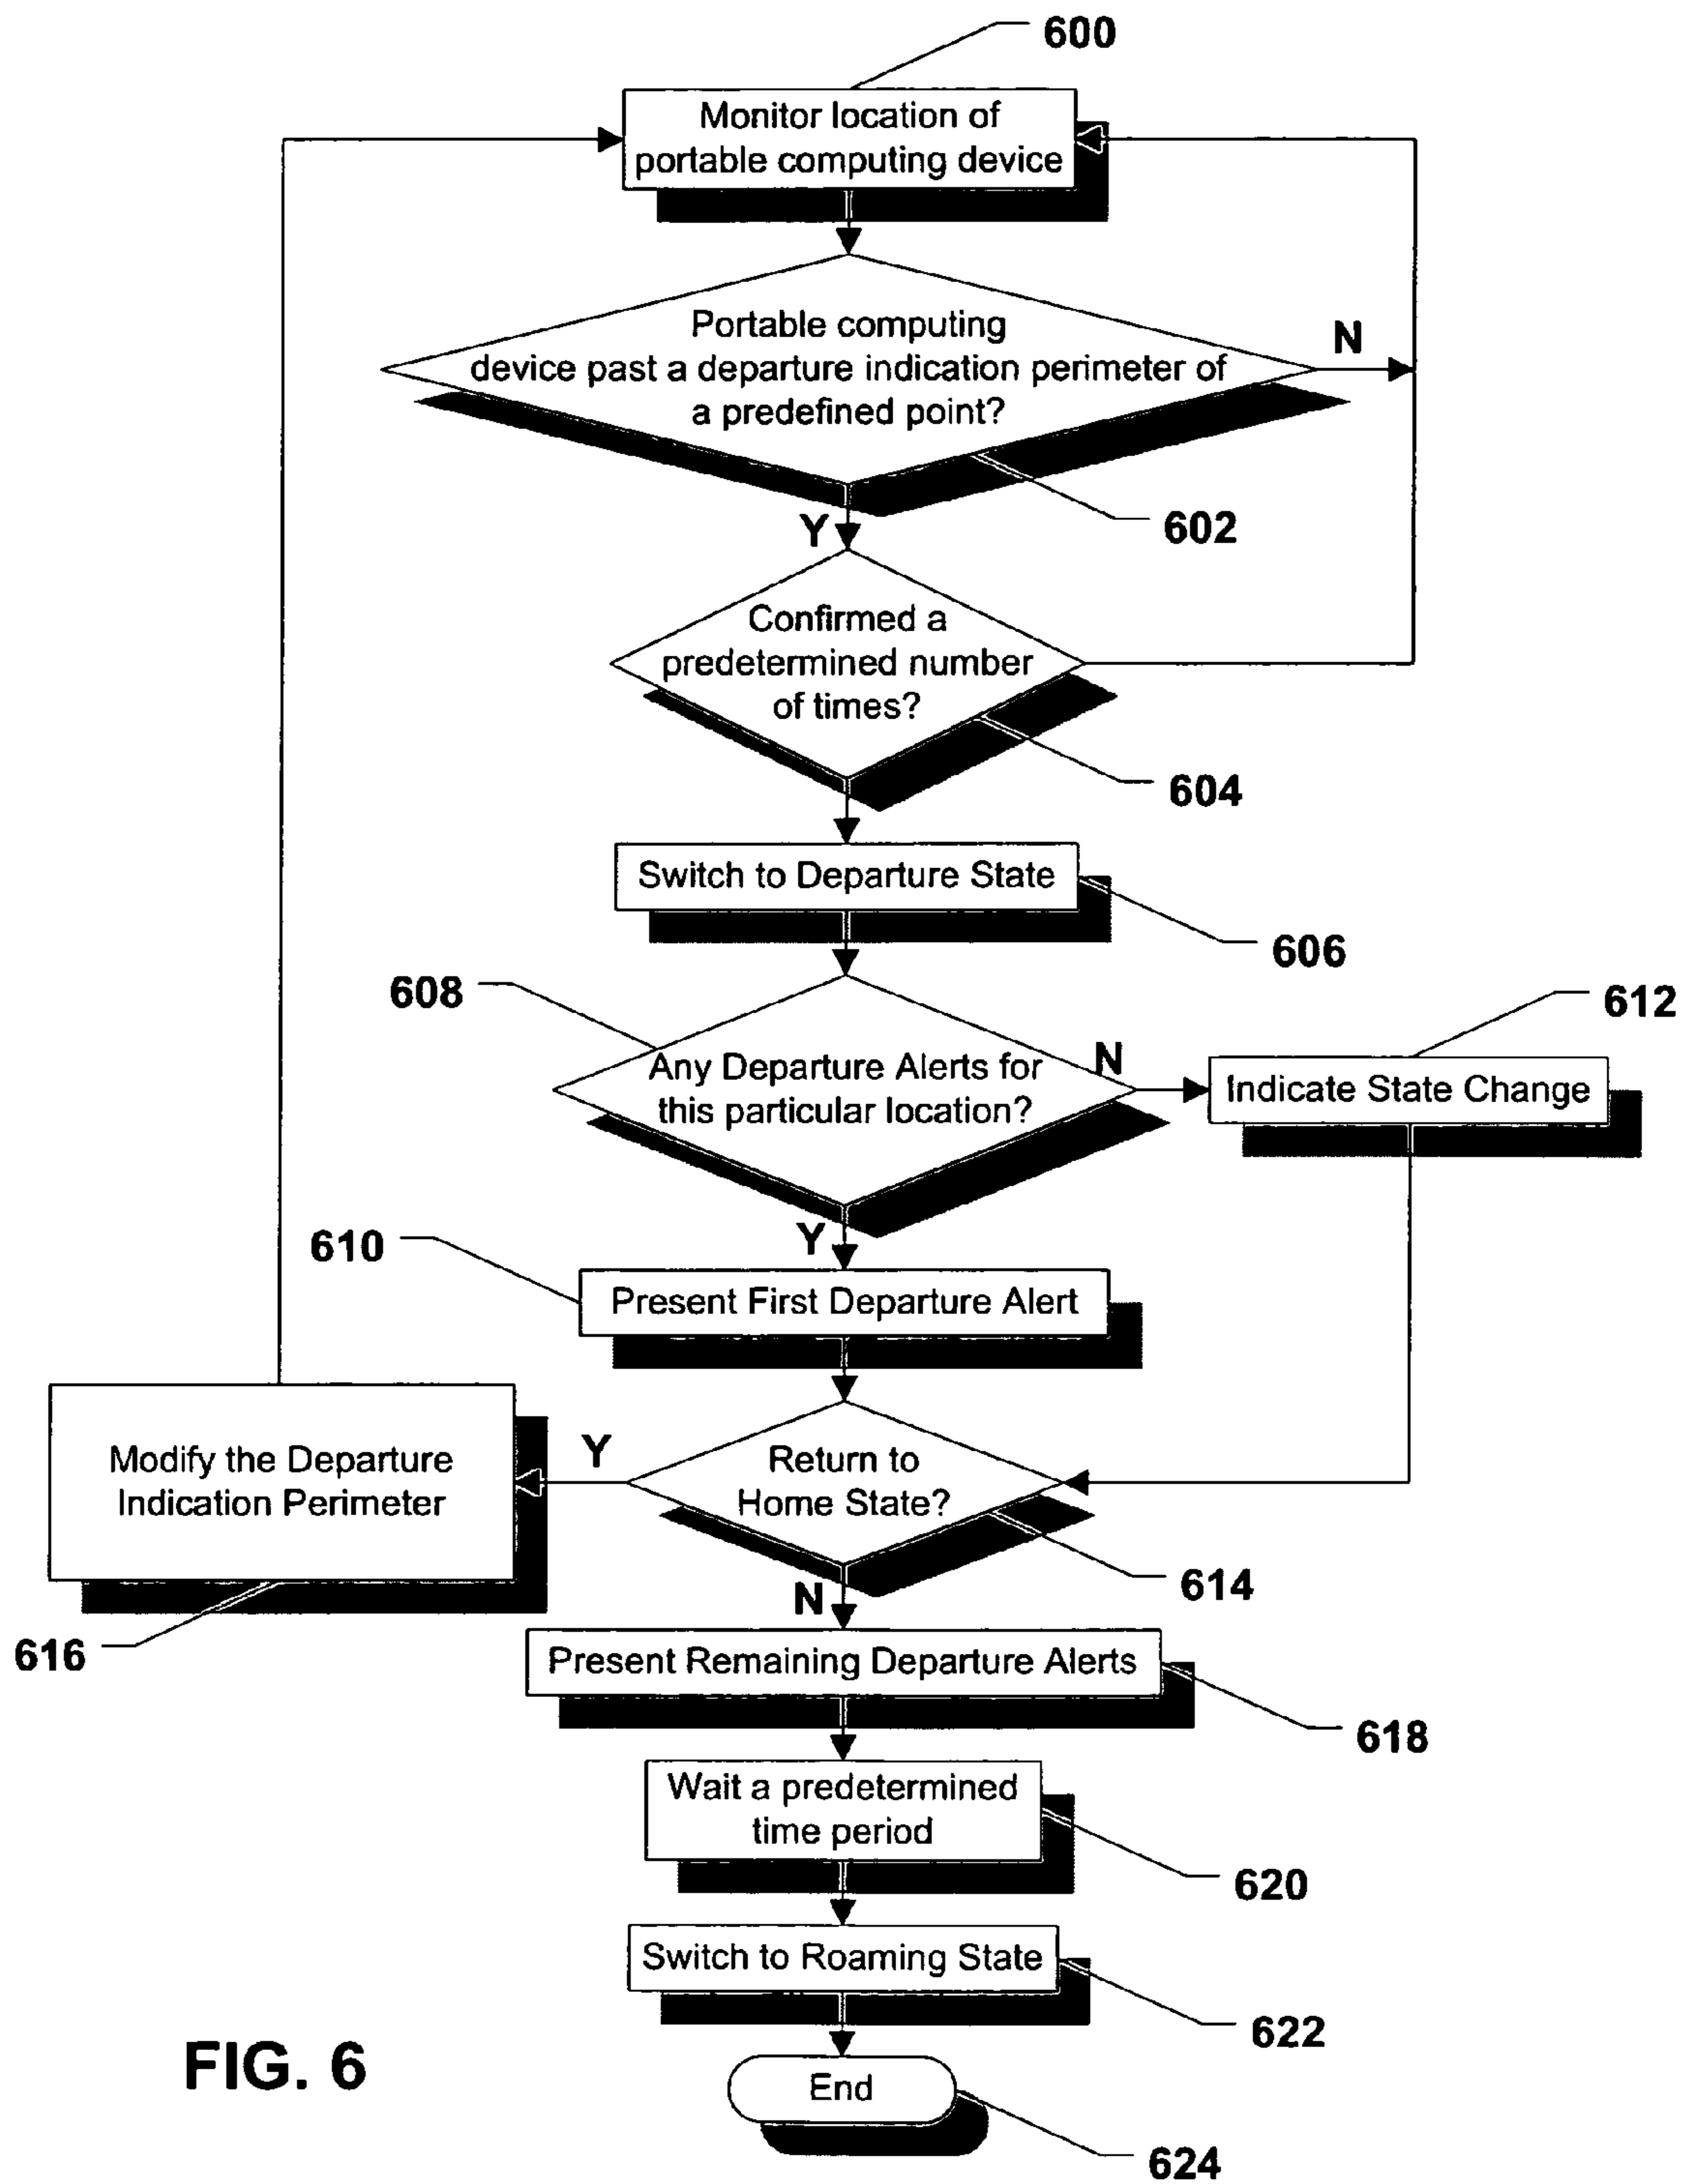 600
Monitor location of
portable computing device
Portable computing
device past a departure indication perimeter of
a predefined point?
N
602
Y
Confirmed a
predetermined number
of times?
604
Switch to Departure State
606
608
612
Any Departure Alerts for
this particular location?
N
Indicate State Change
Y
610
Present First Departure Alert
Modify the Departure
Indication Perimeter
Y
Return to
Home State?
614
N
616
Present Remaining Departure Alerts
618
Wait a predetermined
time period
620
Switch to Roaming State
622
FIG. 6
End
624